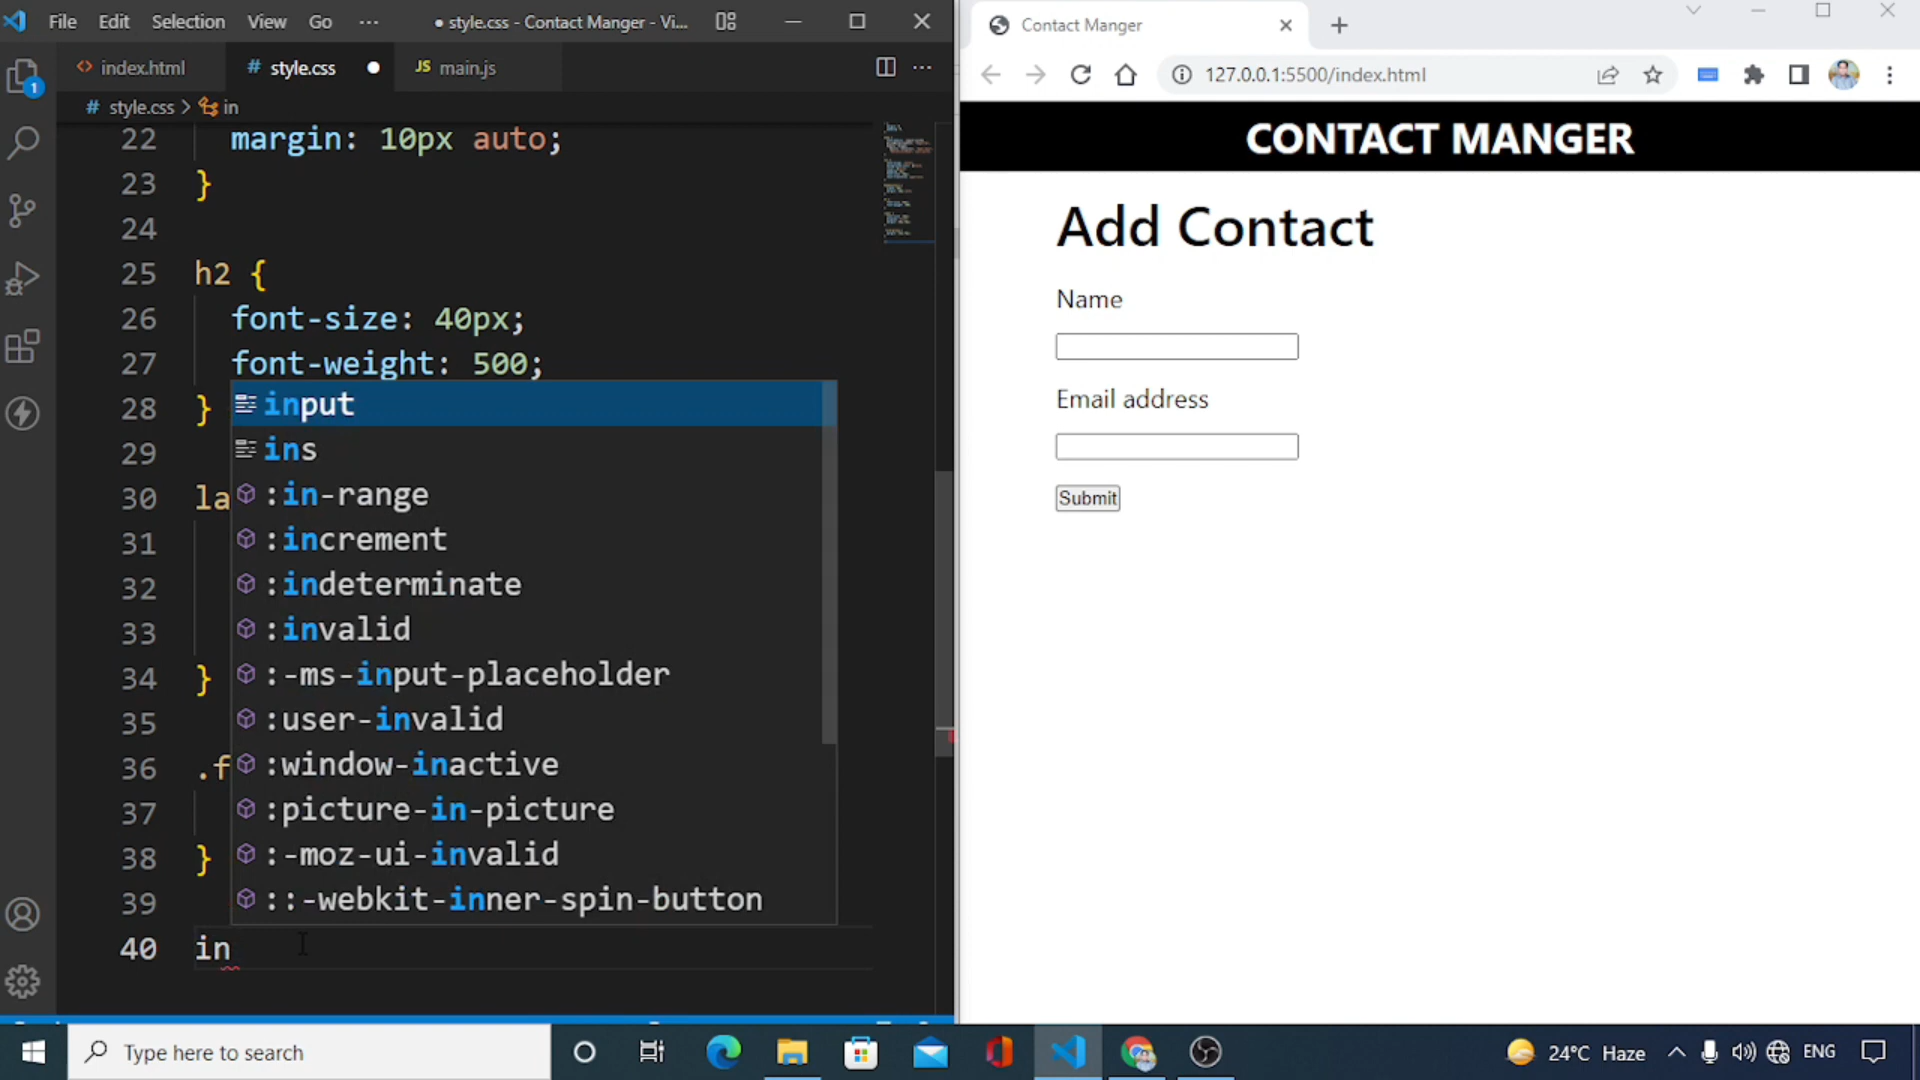 File Edit Selection View Go ··· ● style.css - Contact Manger - Vi...
index.html # style.css ● JS main.js ···
# style.css > in
22 margin: 10px auto;
23 }
24
25 h2 {
26 font-size: 40px;
27 font-weight: 500;
28 }
input
29
ins
:in-range
30 la
:increment
31
:indeterminate
32
:invalid
33
:-ms-input-placeholder
34 }
:user-invalid
35
:window-inactive
36 .f
:picture-in-picture
37
:-moz-ui-invalid
38 }
::-webkit-inner-spin-button
39
40 in
1
Contact Manger
127.0.0.1:5500/index.html
CONTACT MANGER
Add Contact
Name
Email address
Submit
Type here to search
24°C Haze ENG